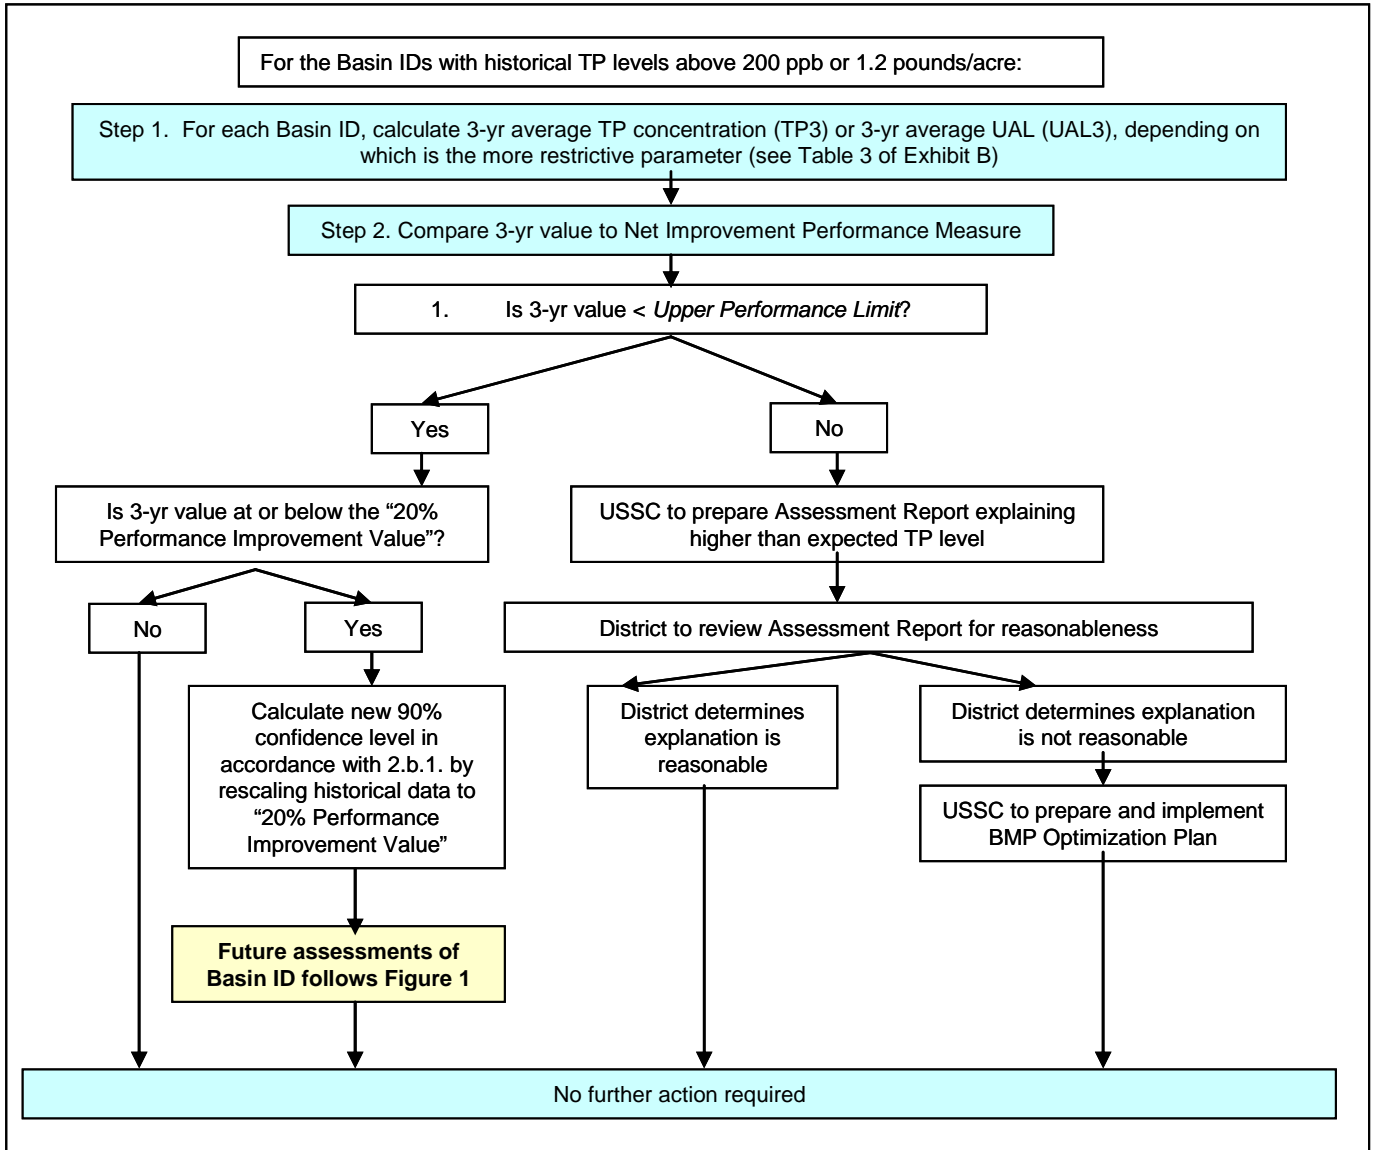 For the Basin IDs with historical TP levels above 200 ppb or 1.2 pounds/acre:
Step 1.  For each Basin ID, calculate 3-yr average TP concentration (TP3) or 3-yr average UAL (UAL3), depending on
which is the more restrictive parameter (see Table 3 of Exhibit B)
Step 2. Compare 3-yr value to Net Improvement Performance Measure
1. Is 3-yr value < Upper Performance Limit?
Yes
No
Is 3-yr value at or below the “20%
Performance Improvement Value”?
USSC to prepare Assessment Report explaining
higher than expected TP level
No
Yes
District to review Assessment Report for reasonableness
Calculate new 90%
confidence level in
accordance with 2.b.1. by
rescaling historical data to
“20% Performance
Improvement Value”
District determines
explanation is
reasonable
District determines explanation
is not reasonable
USSC to prepare and implement
BMP Optimization Plan
Future assessments of
Basin ID follows Figure 1
No further action required